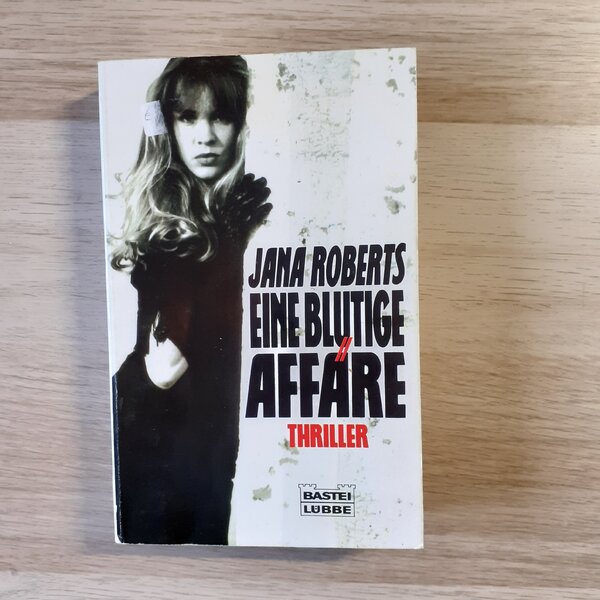 JANA ROBERTS
EINE BLUTIGE
AFFÄRE
THRILLER
BASTEI
LÜBBE